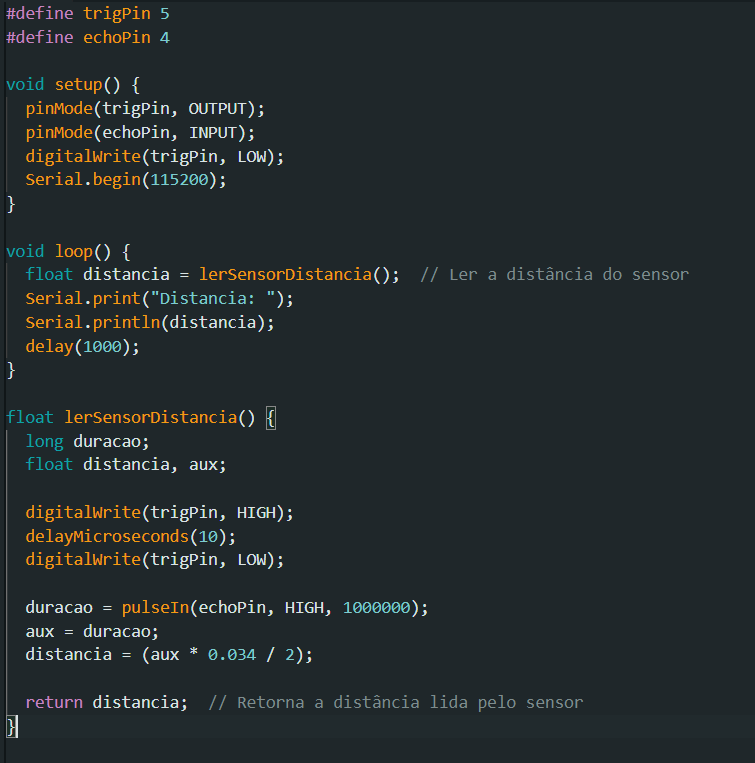 #define trigPin 5
#define echoPin 4
void setup() {
pinMode(trigPin, OUTPUT);
pinMode(echoPin, INPUT);
digitalWrite(trigPin, LOW);
Serial.begin(115200);
}
void loop() {
float distancia = lerSensorDistancia();  // Ler a distância do sensor
Serial.print("Distancia: ");
Serial.println(distancia);
delay(1000);
}
float lerSensorDistancia() {
long duracao;
float distancia, aux;
digitalWrite(trigPin, HIGH);
delayMicroseconds(10);
digitalWrite(trigPin, LOW);
duracao = pulseIn(echoPin, HIGH, 1000000);
aux = duracao;
distancia = (aux * 0.034 / 2);
return distancia;  // Retorna a distância lida pelo sensor
}